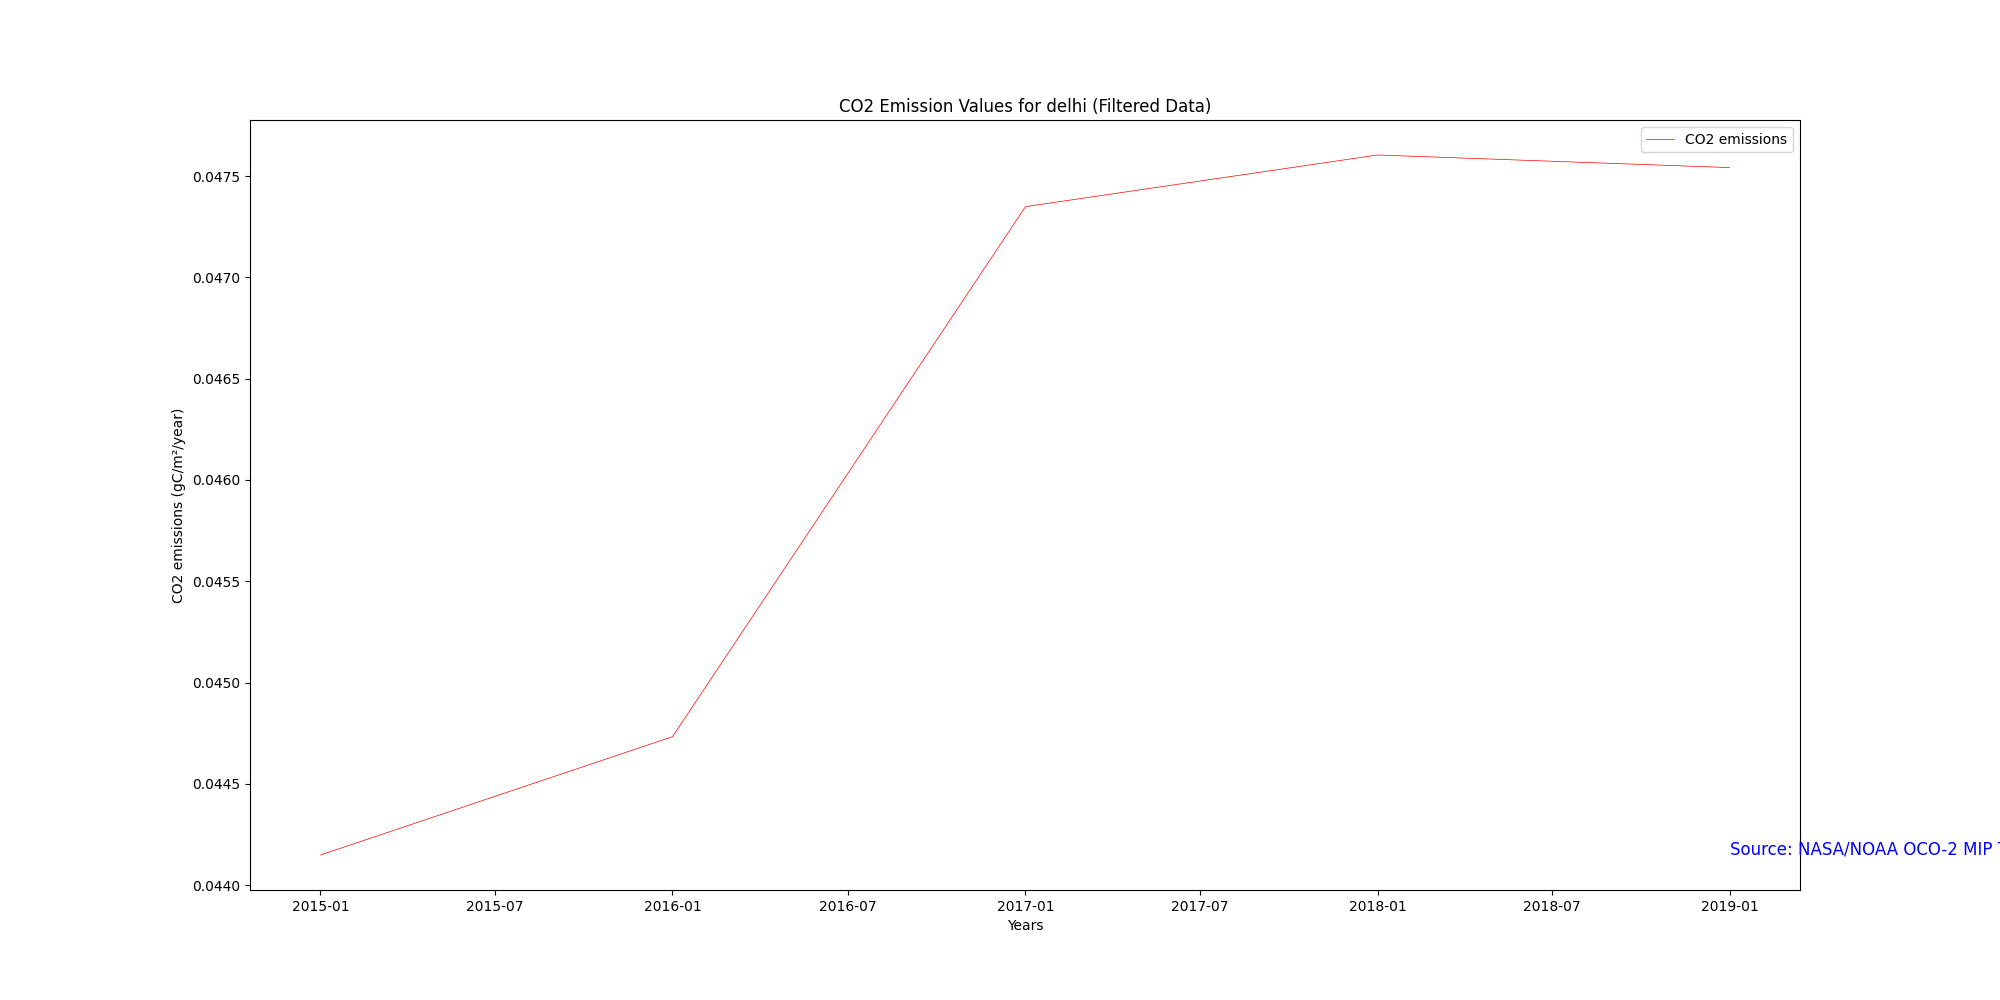 CO2 Emission Values for delhi (Filtered Data)
CO2 emissions
CO2 emissions (gC/m²/year)
0.0475
0.0470
0.0465
0.0460
0.0455
0.0450
0.0445
0.0440
Source: NASA/NOAA OCO-2 MIP
2015-01 2015-07 2016-01 2016-07 2017-01 2017-07 2018-01 2018-07 2019-01
Years